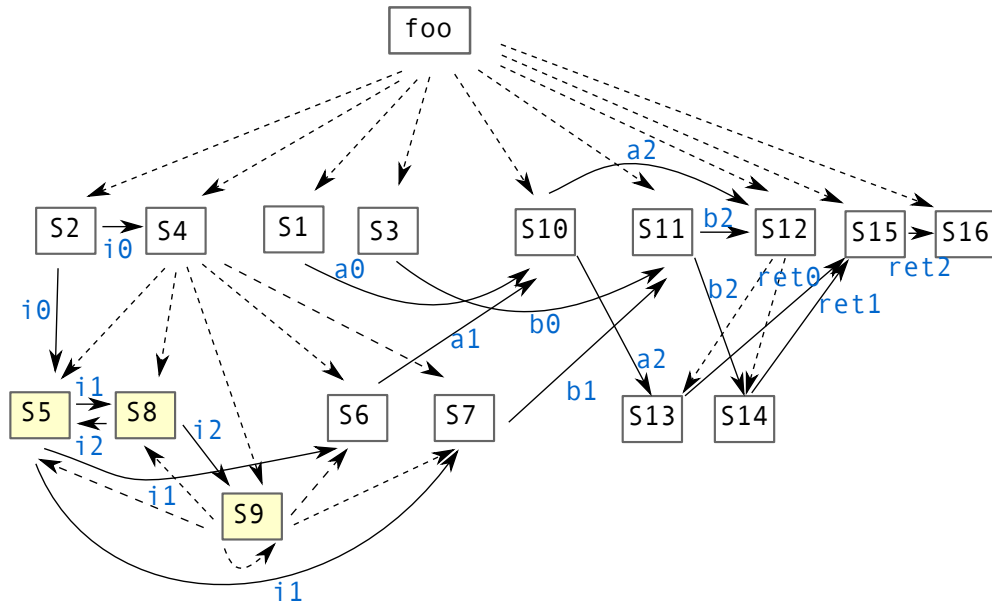 foo
a2
S2
S4
S1
S3
S10
S11
b2
S12
S15
S16
i0
a0
ret0
ret2
i0
b0
b2
ret1
a1
a2
i1
b1
S5
S8
S6
S7
S13
S14
i2
i2
i1
S9
i1